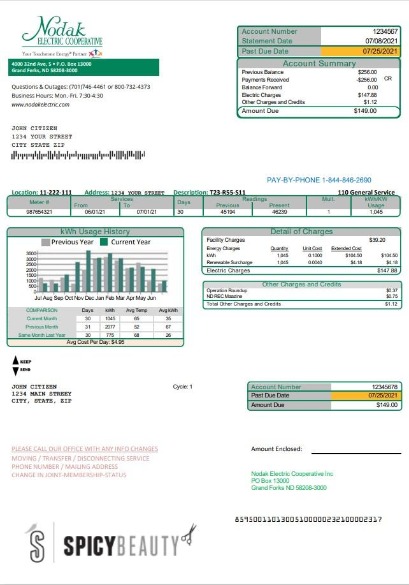 Nodak
ELECTRIC COOPERATIVE
Your Touchstone Energy® Partner
4000 32nd Ave. S • P.O. Box 13000
Grand Forks, ND 58208-3000
Questions & Outages: (701)746-4461 or 800-732-4373
Business Hours: Mon. Fri. 7:30-4:30
www.nodakelectric.com
JOHN CITIZEN
1234 YOUR STREET
CITY STATE ZIP
Account Number 1234567
Statement Date 07/08/2021
Past Due Date 07/25/2021
Account Summary
Previous Balance $256.00
Payments Received $256.00 CR
Balance Forward 0.00
Electric Charges $147.88
Other Charges and Credits $1.12
Amount Due $149.00
PAY-BY-PHONE 1-844-846-2690
Location: 11-222-111 Address: 1234 YOUR STREET Description: T23-R55-S11 110 General Service
Meter # Services Readings Mult. kWh/KW
From To Days Previous Present Usage
987654321 06/01/21 07/01/21 30 45194 46239 1 1,045
kWh Usage History
Previous Year Current Year
3500
3000
2500
2000
1500
1000
500
0
Jul Aug Sep Oct Nov Dec Jan Feb Mar Apr May Jun
COMPARISON Days kWh Avg Temp Avg kWh
Current Month 30 1045 65 35
Previous Month 31 2077 52 67
Same Month Last Year 30 775 68 26
Avg Cost Per Day: $4.95
Detail of Charges
Facility Charges $39.20
Energy Charges Quantity Unit Cost Extended Cost
kWh 1,045 0.1000 $104.50 $104.50
Renewable Surcharge 1,045 0.0040 $4.18 $4.18
Electric Charges $147.88
Other Charges and Credits
Operation Roundup $0.37
ND REC Magazine $0.75
Total Other Charges and Credits $1.12
KEEP
SEND
JOHN CITIZEN
1234 MAIN STREET
CITY, STATE, ZIP
Cycle: 1
Account Number 12345678
Past Due Date 07/25/2021
Amount Due $149.00
PLEASE CALL OUR OFFICE WITH ANY INFO CHANGES
MOVING / TRANSFER / DISCONNECTING SERVICE
PHONE NUMBER / MAILING ADDRESS
CHANGE IN JOINT-MEMBERSHIP-STATUS
Amount Enclosed:
Nodak Electric Cooperative Inc
PO Box 13000
Grand Forks ND 58208-3000
S SPICYBEAUTY